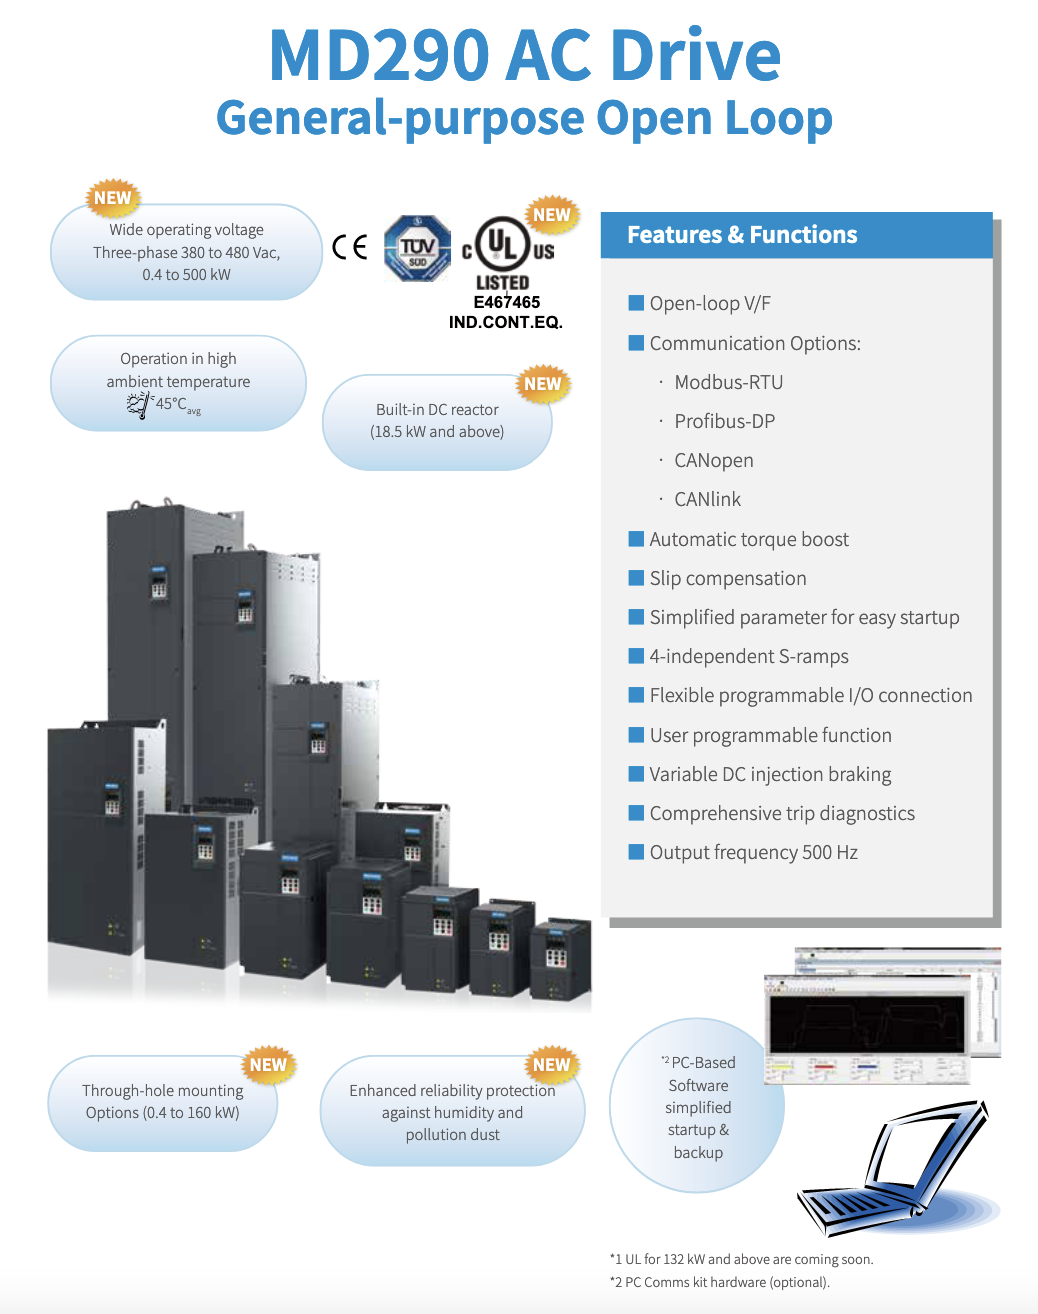 MD290 AC Drive
General-purpose Open Loop
NEW
Wide operating voltage
Three-phase 380 to 480 Vac,
0.4 to 500 kW
CE
TÜV
SÜD
NEW
C UL US
LISTED
E467465
IND.CONT.EQ.
Operation in high
ambient temperature
45°Cavg
NEW
Built-in DC reactor
(18.5 kW and above)
Features & Functions
Open-loop V/F
Communication Options:
· Modbus-RTU
· Profibus-DP
· CANopen
· CANlink
Automatic torque boost
Slip compensation
Simplified parameter for easy startup
4-independent S-ramps
Flexible programmable I/O connection
User programmable function
Variable DC injection braking
Comprehensive trip diagnostics
Output frequency 500 Hz
NEW
Through-hole mounting
Options (0.4 to 160 kW)
NEW
Enhanced reliability protection
against humidity and
pollution dust
*2 PC-Based
Software
simplified
startup &
backup
*1 UL for 132 kW and above are coming soon.
*2 PC Comms kit hardware (optional).